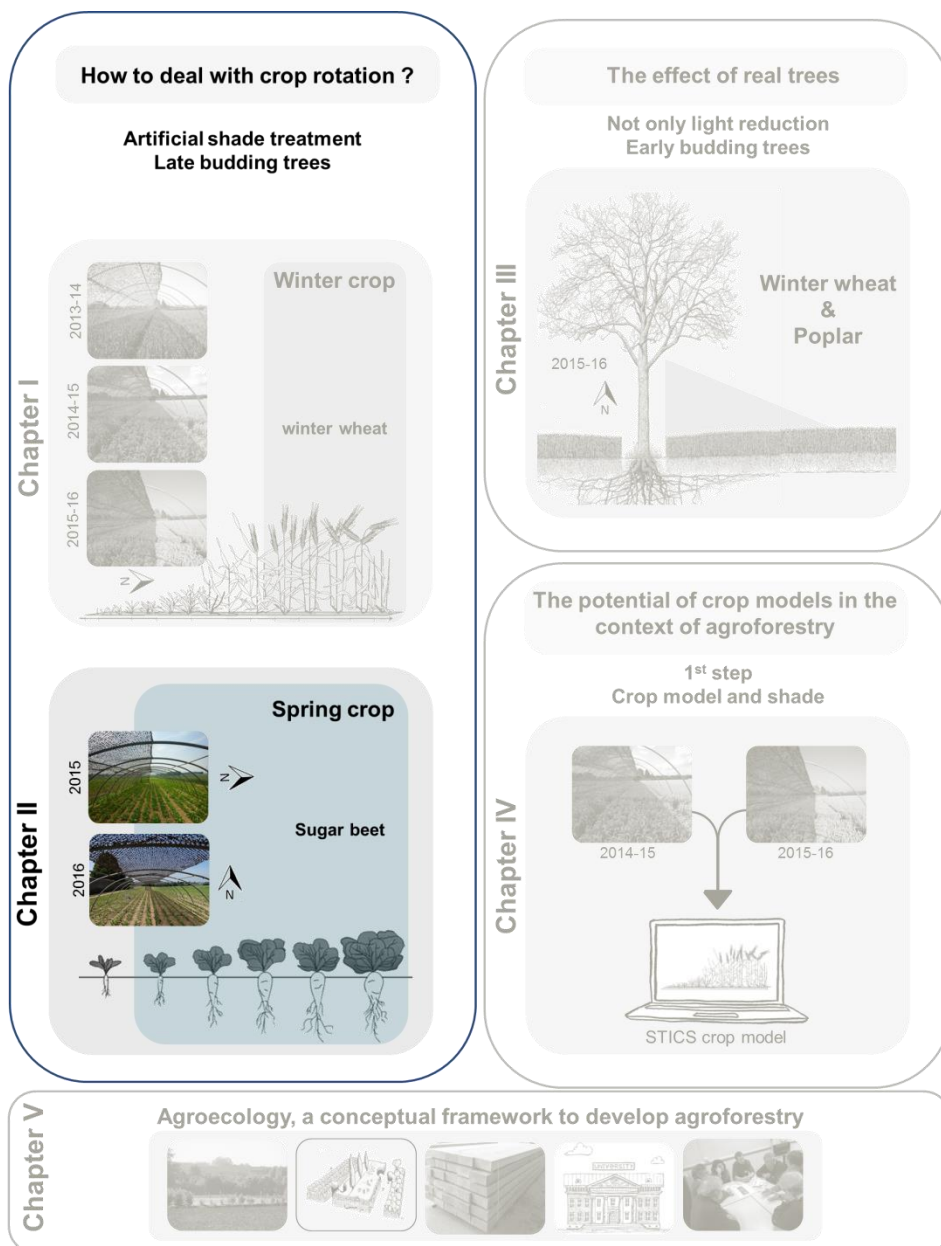 How to deal with crop rotation ?
Artificial shade treatment
Late budding trees
Chapter I
2013-14
2014-15
2015-16
Winter crop
winter wheat
N
Chapter II
2015
2016
Spring crop
Sugar beet
N
N
The effect of real trees
Not only light reduction
Early budding trees
Chapter III
2015-16
N
Winter wheat
&
Poplar
The potential of crop models in the
context of agroforestry
1st step
Crop model and shade
Chapter IV
2014-15
2015-16
STICS crop model
Chapter V
Agroecology, a conceptual framework to develop agroforestry
UNIVERSITY